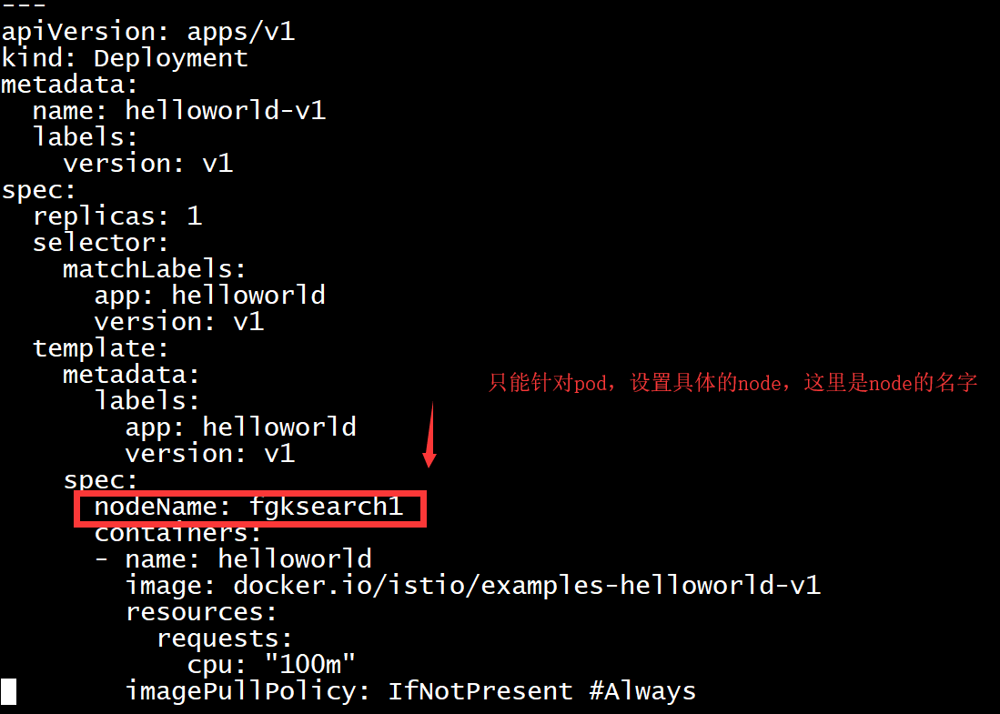 ---
apiVersion: apps/v1
kind: Deployment
metadata:
  name: helloworld-v1
  labels:
    version: v1
spec:
  replicas: 1
  selector:
    matchLabels:
      app: helloworld
      version: v1
  template:
    metadata:
      labels:
        app: helloworld
        version: v1
    spec:
      nodeName: fgksearch1
      containers:
      - name: helloworld
        image: docker.io/istio/examples-helloworld-v1
        resources:
          requests:
            cpu: "100m"
        imagePullPolicy: IfNotPresent #Always
只能针对pod，设置具体的node，这里是node的名字